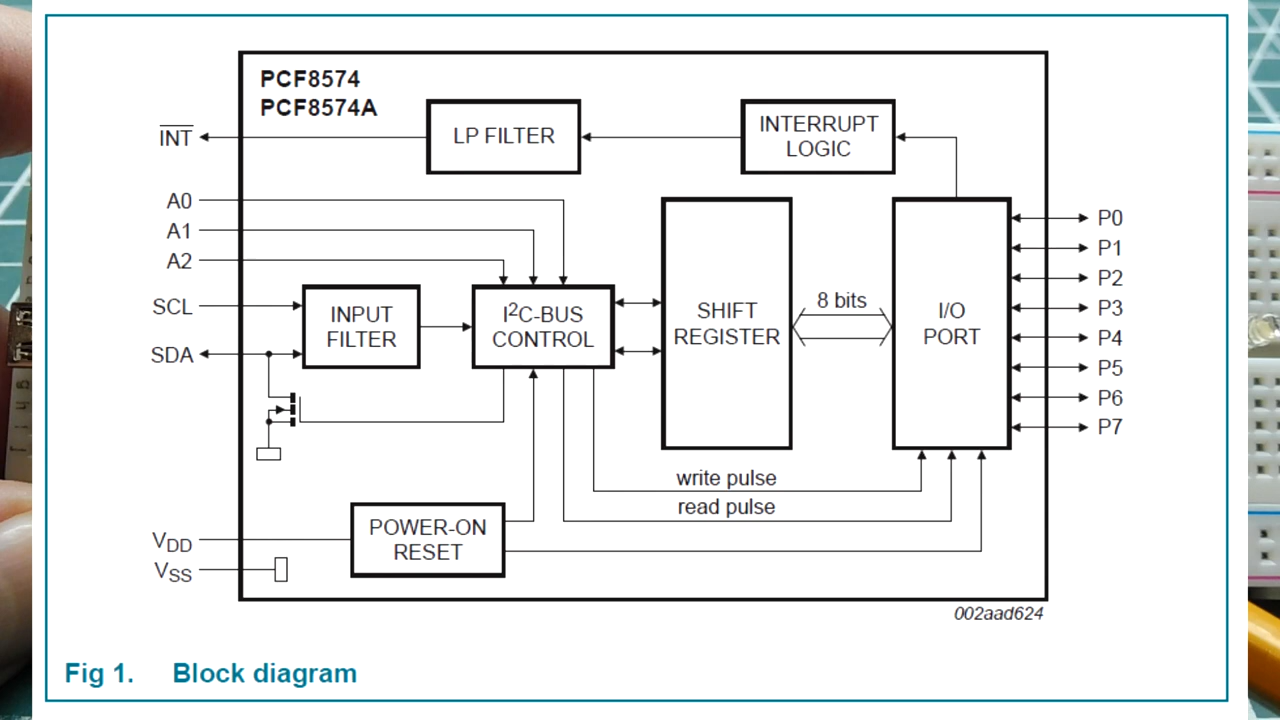 PCF8574
PCF8574A
INT
LP FILTER
INTERRUPT
LOGIC
A0
A1
A2
SCL
SDA
INPUT
FILTER
I²C-BUS
CONTROL
SHIFT
REGISTER
8 bits
I/O
PORT
P0
P1
P2
P3
P4
P5
P6
P7
write pulse
read pulse
POWER-ON
RESET
VDD
VSS
002aad624
Fig 1. Block diagram